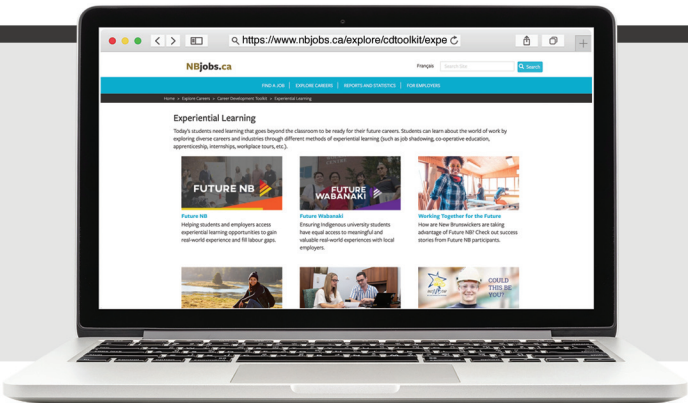 https://www.nbjobs.ca/explore/cdtoolkit/expe
NBjobs.ca
Français
Search Site
Search
FIND A JOB | EXPLORE CAREERS | REPORTS AND STATISTICS | FOR EMPLOYERS
Home > Explore Careers > Career Development Toolkit > Experiential Learning
Experiential Learning
Today's students need learning that goes beyond the classroom to be ready for their future careers. Students can learn about the world of work by
exploring diverse careers and industries through different methods of experiential learning (such as job shadowing, co-operative education,
apprenticeship, internships, workplace tours, etc.).
FUTURE NB
Future NB
Helping students and employers access
experiential learning opportunities to gain
real-world experience and fill labour gaps.
FUTURE
WABANAKI
Future Wabanaki
Ensuring Indigenous university students
have equal access to meaningful and
valuable real-world experiences with local
employers.
Working Together for the Future
How are New Brunswickers are taking
advantage of Future NB? Check out success
stories from Future NB participants.
COULD
THIS BE
YOU?